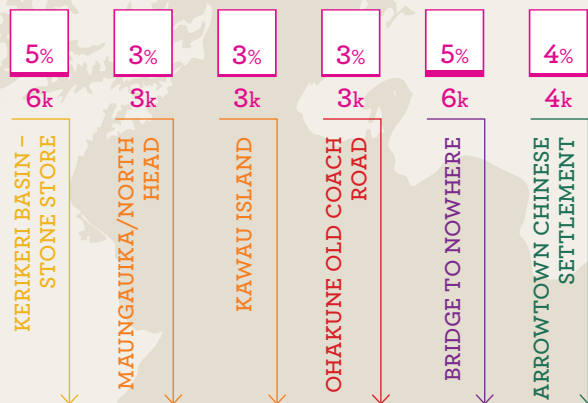 5%
3%
3%
3%
5%
4%
6k
3k
3k
3k
6k
4k
KERIKERI BASIN –
STONE STORE
MAUNGAUIKA/NORTH
HEAD
KAWAU ISLAND
OHAKUNE OLD COACH
ROAD
BRIDGE TO NOWHERE
ARROWTOWN CHINESE
SETTLEMENT